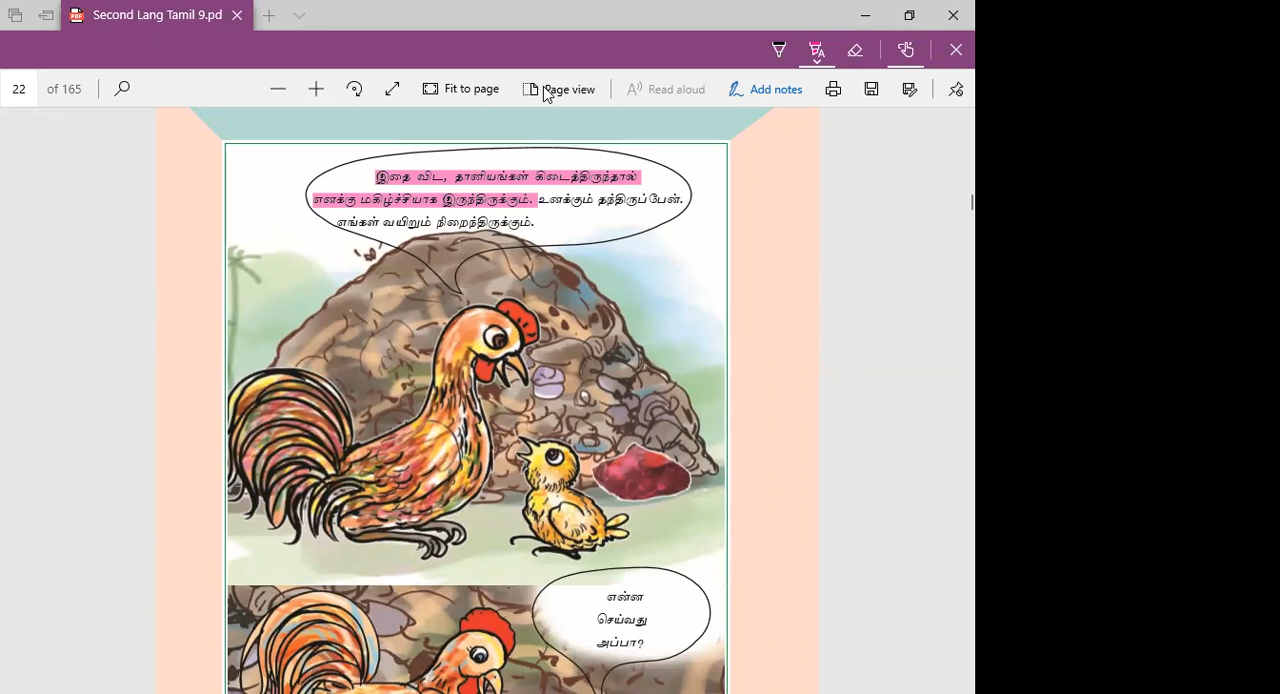 Second Lang Tamil 9.pd
22 of 165
Fit to page
Page view
Read aloud
Add notes
இதை விட, தானியங்கள் கிடைத்திருந்தால்
எனக்கு மகிழ்ச்சியாக இருந்திருக்கும். உனக்கும் தந்திருப்பேன்.
எங்கள் வயிறும் நிறைந்திருக்கும்.
என்ன
செய்வது
அப்பா?